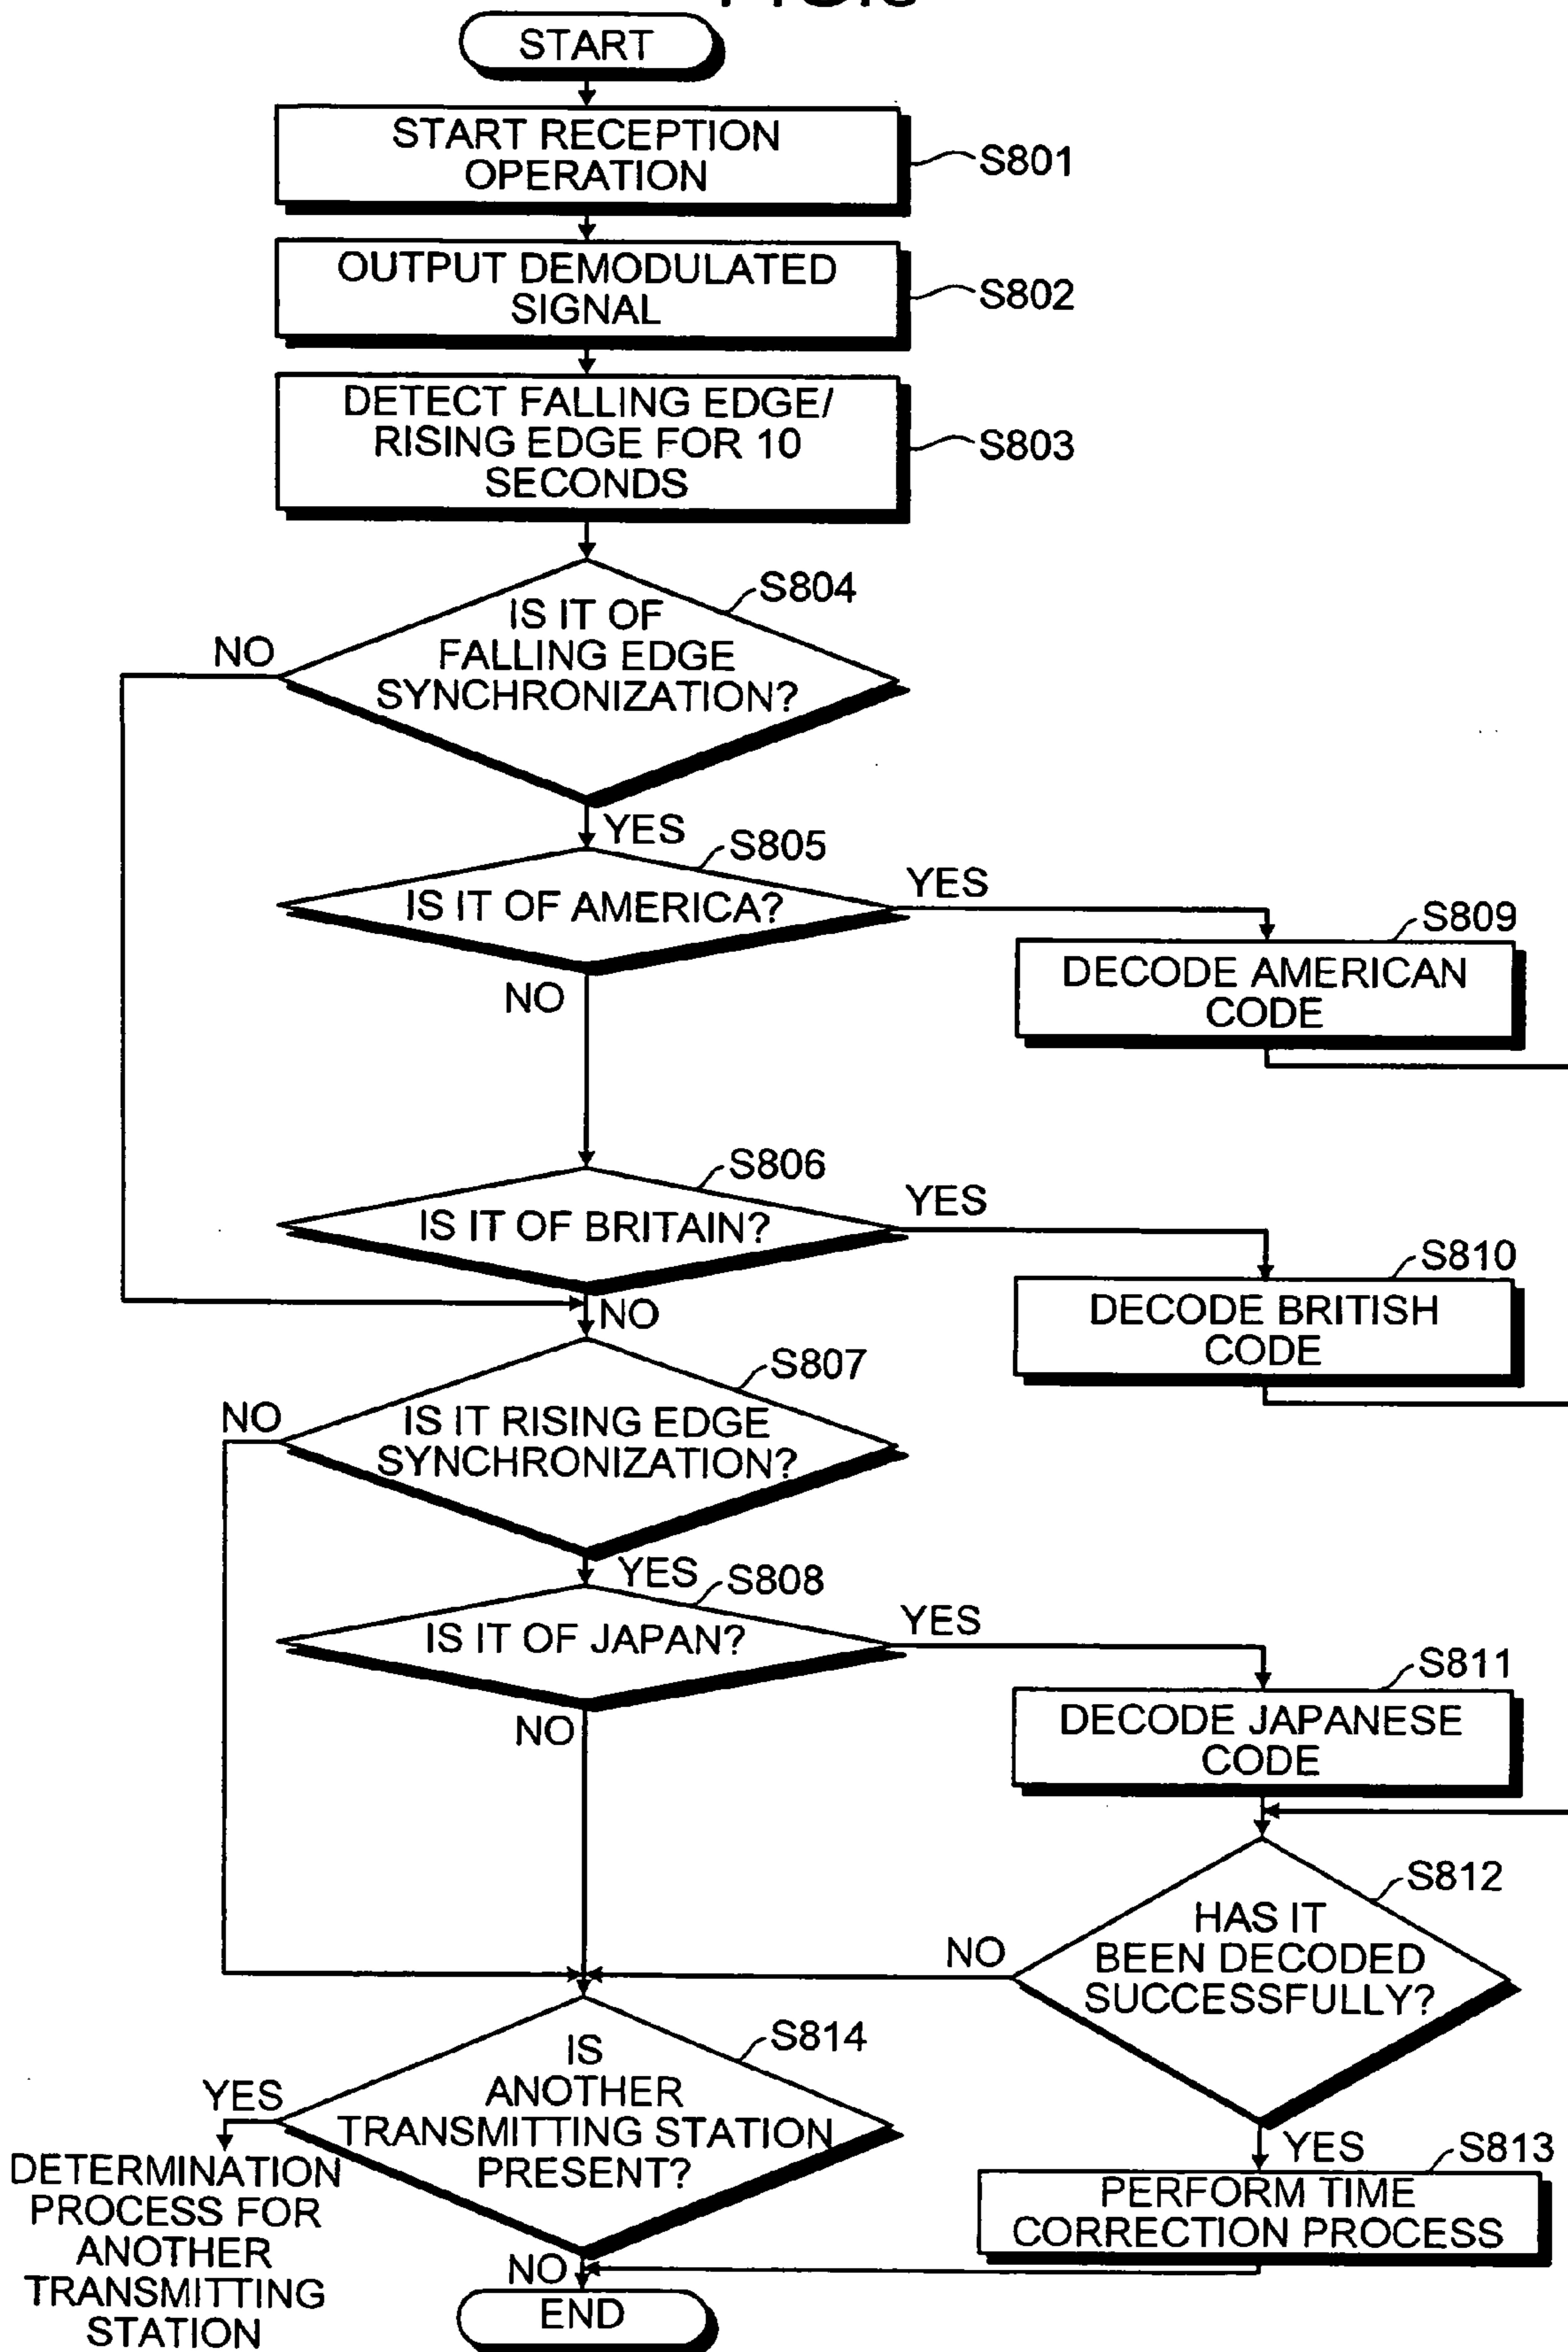 START
START RECEPTION
OPERATION
S801
OUTPUT DEMODULATED
SIGNAL
S802
DETECT FALLING EDGE/
RISING EDGE FOR 10
SECONDS
S803
S804
IS IT OF
FALLING EDGE
SYNCHRONIZATION?
NO
YES
S805
IS IT OF AMERICA?
YES
NO
S809
DECODE AMERICAN
CODE
S806
IS IT OF BRITAIN?
YES
NO
S810
DECODE BRITISH
CODE
S807
IS IT RISING EDGE
SYNCHRONIZATION?
NO
YES
S808
IS IT OF JAPAN?
YES
NO
S811
DECODE JAPANESE
CODE
S812
HAS IT
BEEN DECODED
SUCCESSFULLY?
NO
YES
S814
IS
ANOTHER
TRANSMITTING STATION
PRESENT?
YES
DETERMINATION
PROCESS FOR
ANOTHER
TRANSMITTING
STATION
S813
PERFORM TIME
CORRECTION PROCESS
NO
END